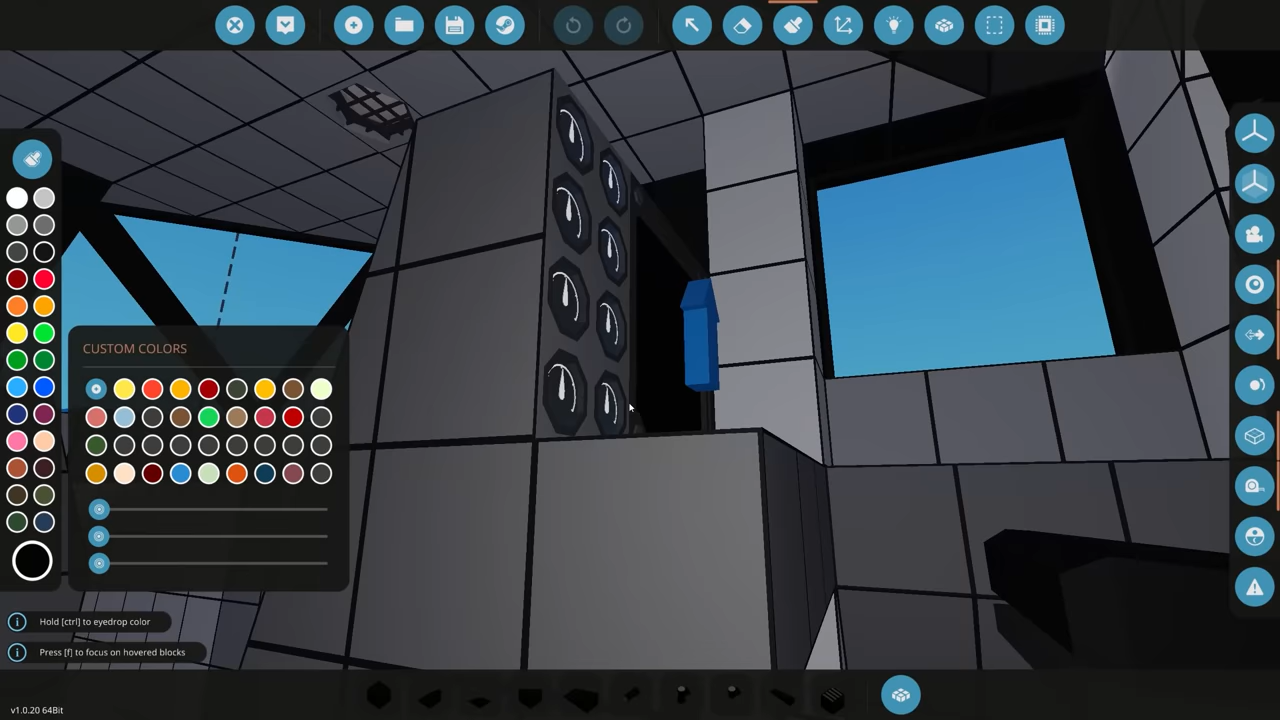 CUSTOM COLORS
Hold [ctrl] to eyedrop color
Press [f] to focus on hovered blocks
v1.0.20 64Bit